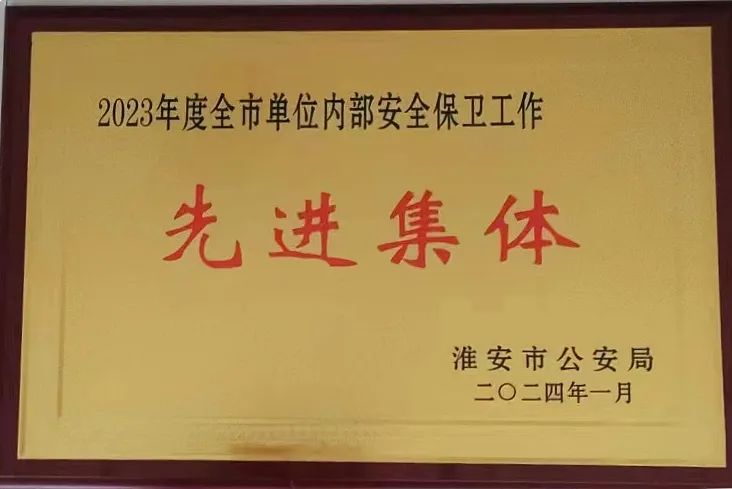 2023年度全市单位内部安全保卫工作
先进集体
淮安市公安局
二〇二四年一月